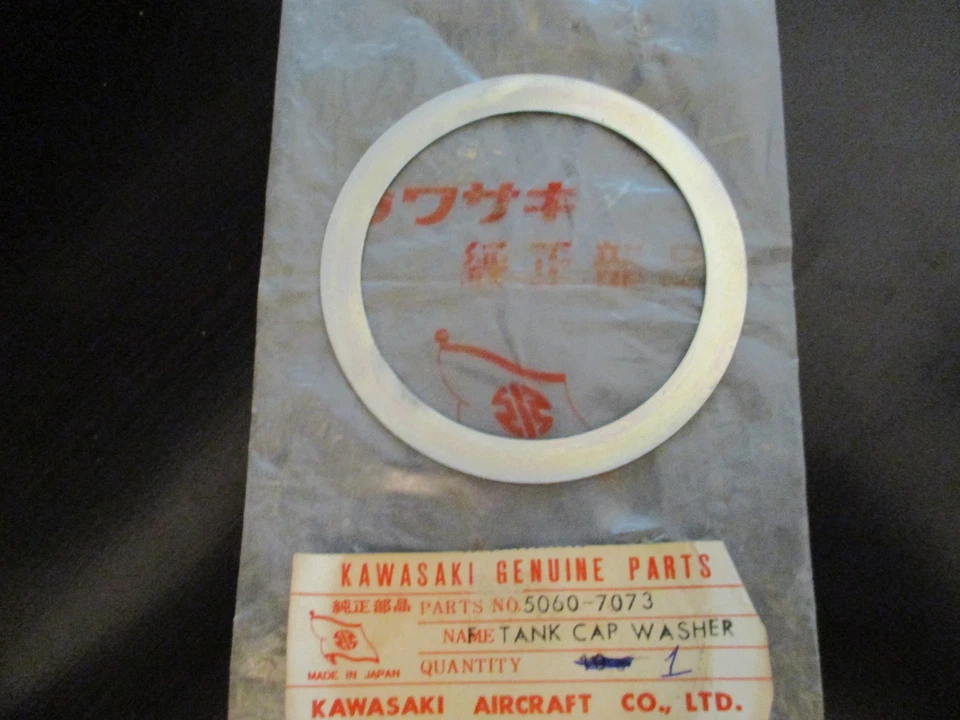 カワサキ
純正部品
KAWASAKI GENUINE PARTS
純正部品 PARTS NO. 5060-7073
NAME F TANK CAP WASHER
MADE IN JAPAN
QUANTITY 1
KAWASAKI AIRCRAFT CO., LTD.